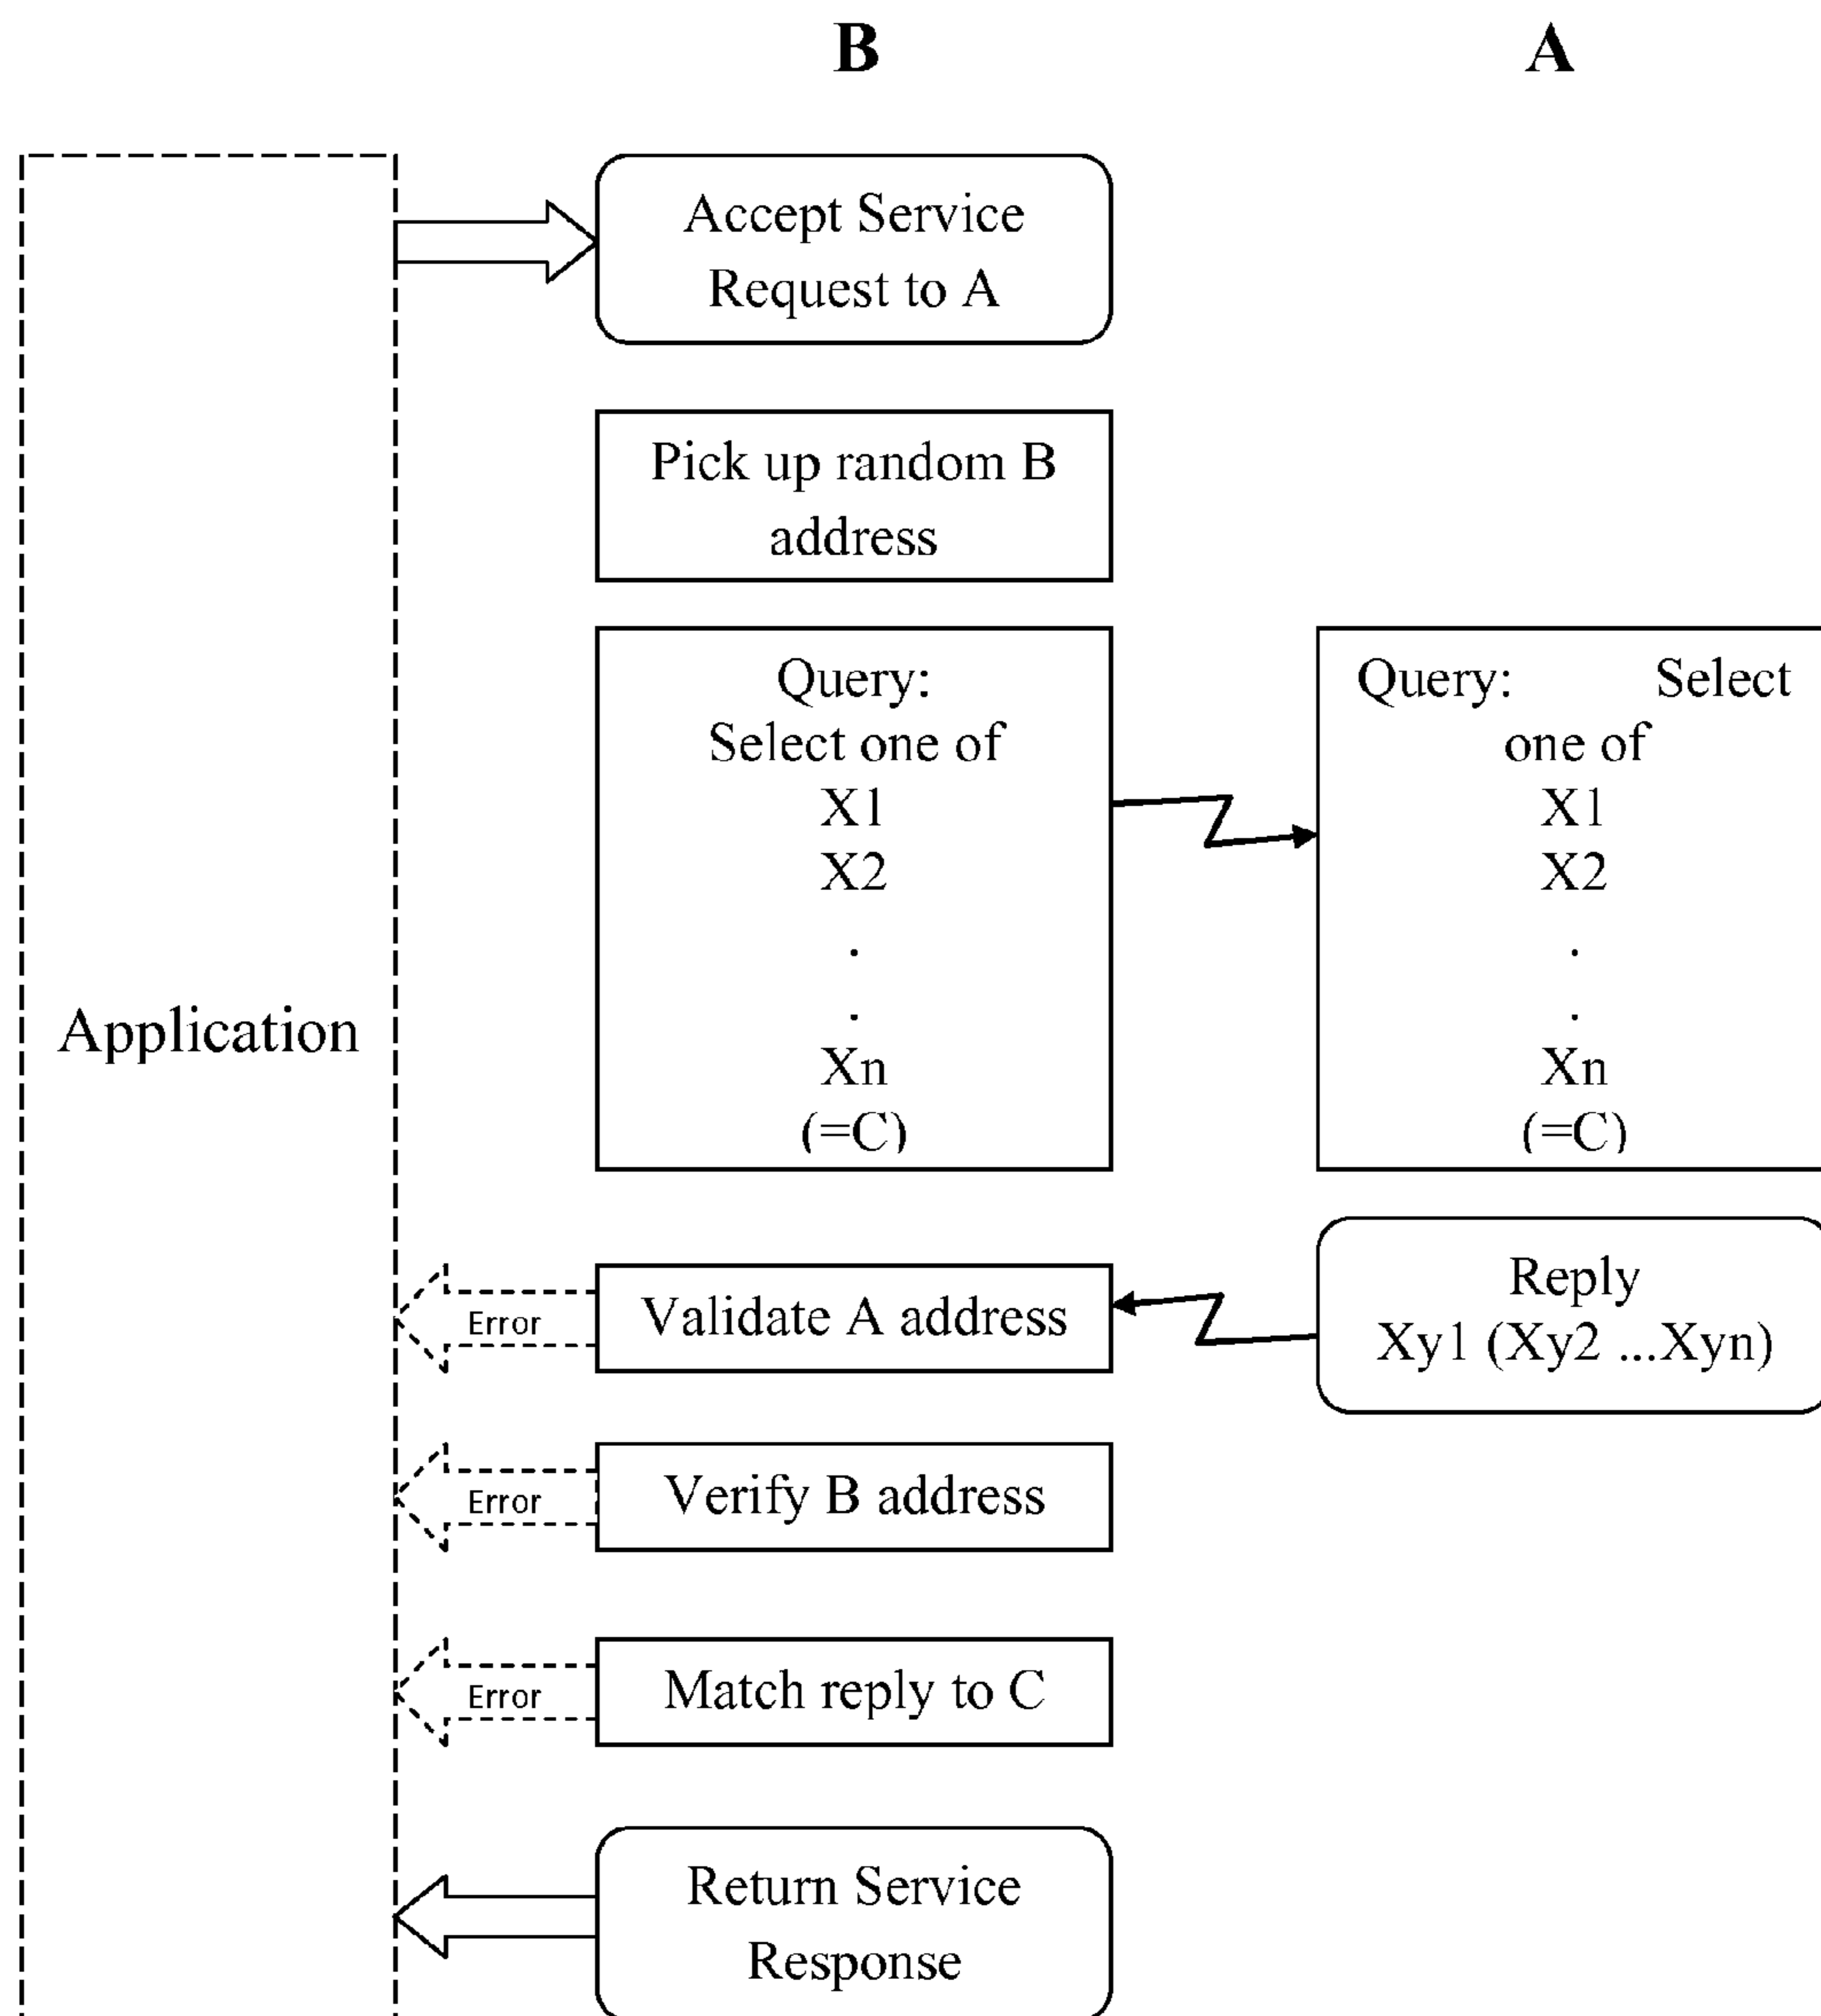 B
A
Accept Service
Request to A
Pick up random B
address
Query:
Select one of
X1
X2
.
.
Xn
(=C)
Query: Select
one of
X1
X2
.
.
Xn
(=C)
Application
Reply
Xy1 (Xy2 ...Xyn)
Error
Validate A address
Error
Verify B address
Error
Match reply to C
Return Service
Response